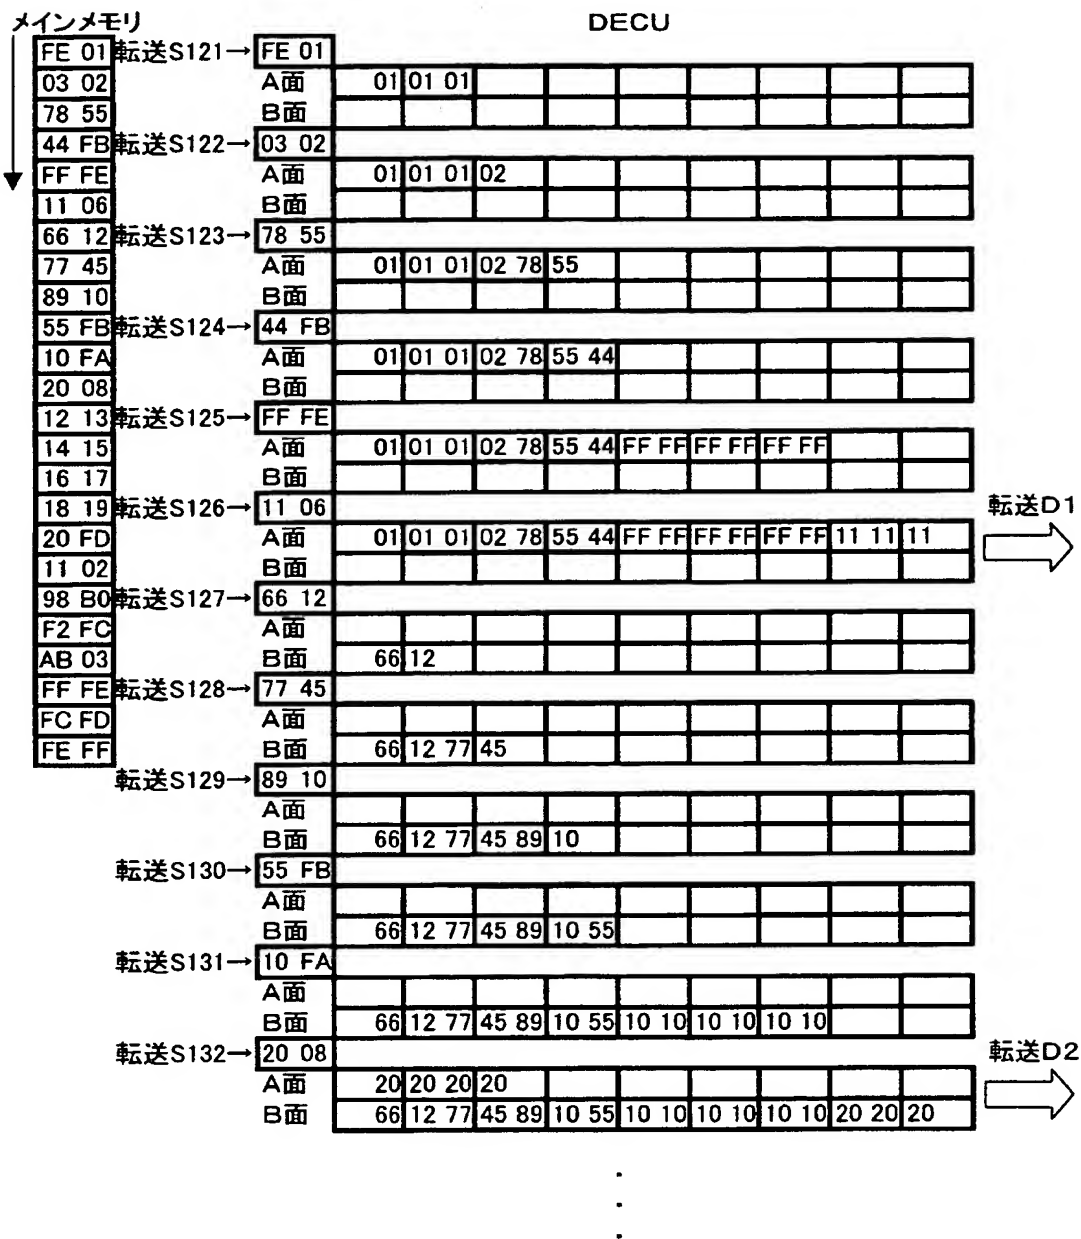 メインメモリ DECU
FE 01 転送S121→ FE 01
03 02 A面 01 01 01
78 55 B面
44 FB 転送S122→ 03 02
FF FE A面 01 01 01 02
11 06 B面
66 12 転送S123→ 78 55
77 45 A面 01 01 01 02 78 55
89 10 B面
55 FB 転送S124→ 44 FB
10 FA A面 01 01 01 02 78 55 44
20 08 B面
12 13 転送S125→ FF FE
14 15 A面 01 01 01 02 78 55 44 FF FF FF FF FF FF
16 17 B面
18 19 転送S126→ 11 06 転送D1
20 FD A面 01 01 01 02 78 55 44 FF FF FF FF FF FF 11 11 11
11 02 B面
98 B0 転送S127→ 66 12
F2 FC A面
AB 03 B面 66 12
FF FE 転送S128→ 77 45
FC FD A面
FE FF B面 66 12 77 45
転送S129→ 89 10
A面
B面 66 12 77 45 89 10
転送S130→ 55 FB
A面
B面 66 12 77 45 89 10 55
転送S131→ 10 FA
A面
B面 66 12 77 45 89 10 55 10 10 10 10 10 10
転送S132→ 20 08 転送D2
A面 20 20 20 20
B面 66 12 77 45 89 10 55 10 10 10 10 10 10 20 20 20